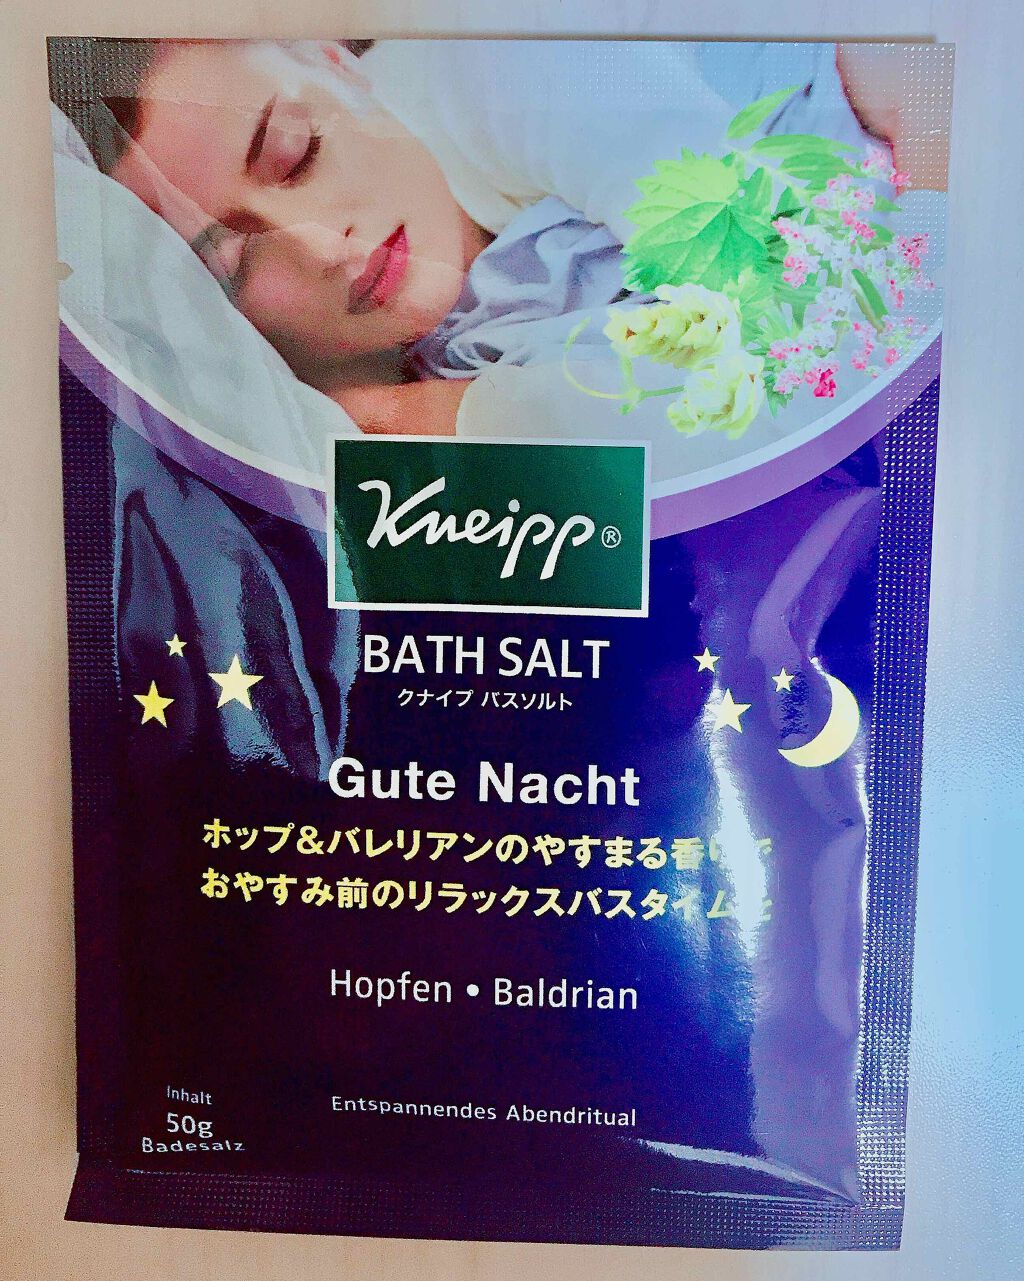 Kneipp®
BATH SALT
クナイプ バスソルト
Gute Nacht
ホップ&バレリアンのやすまる香りで
おやすみ前のリラックスバスタイムを
Hopfen • Baldrian
Inhalt
50g
Badesalz
Entspannendes Abendritual